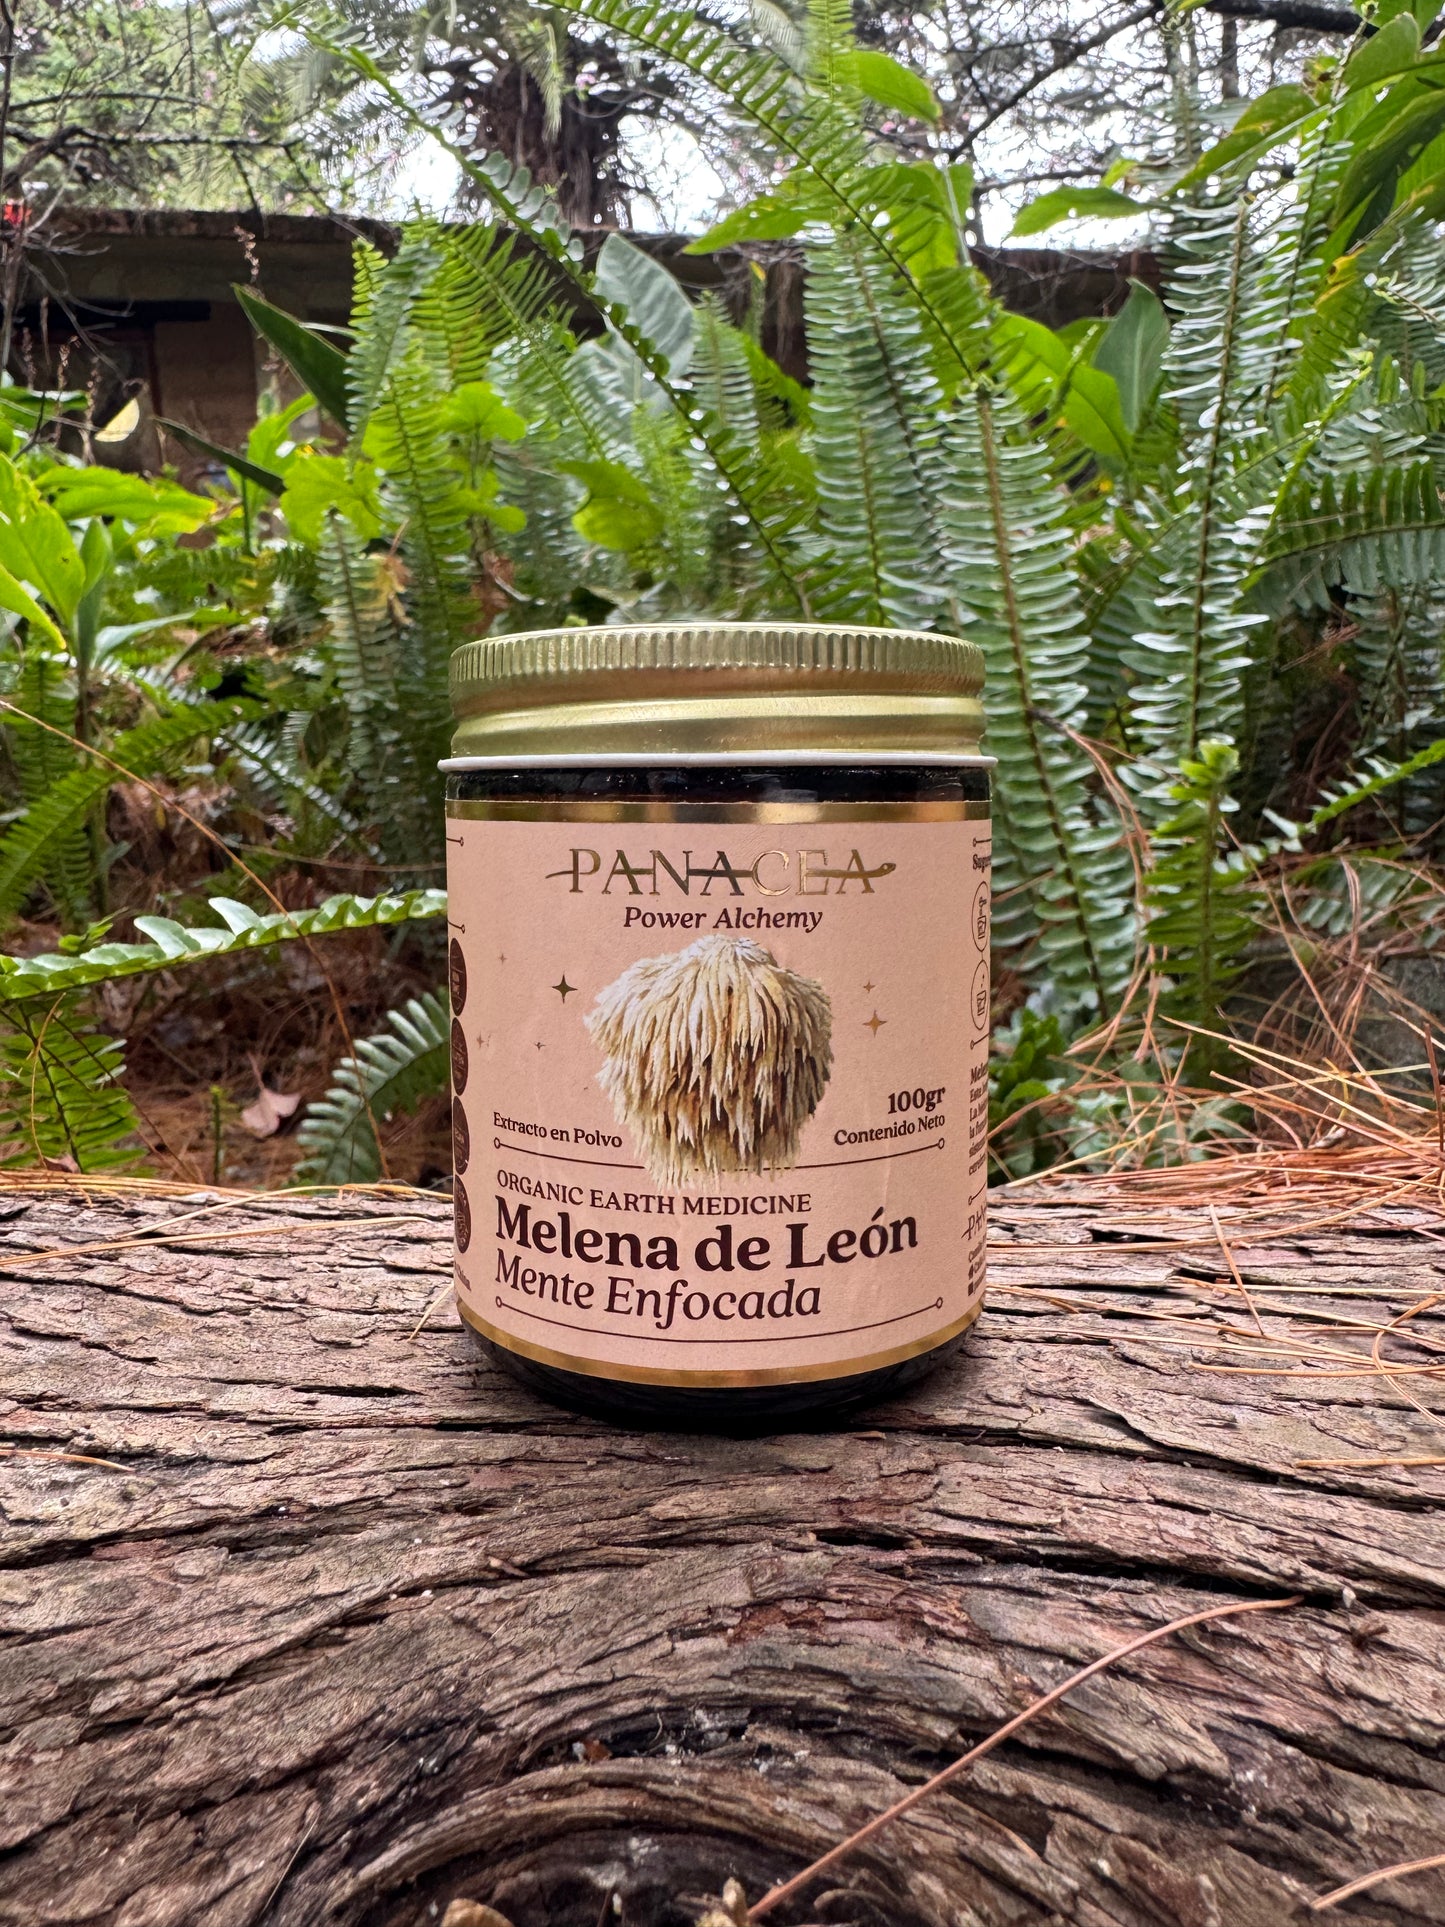 PANACEA
Power Alchemy
Extracto en Polvo
100gr
Contenido Neto
ORGANIC EARTH MEDICINE
Melena de León
Mente Enfocada